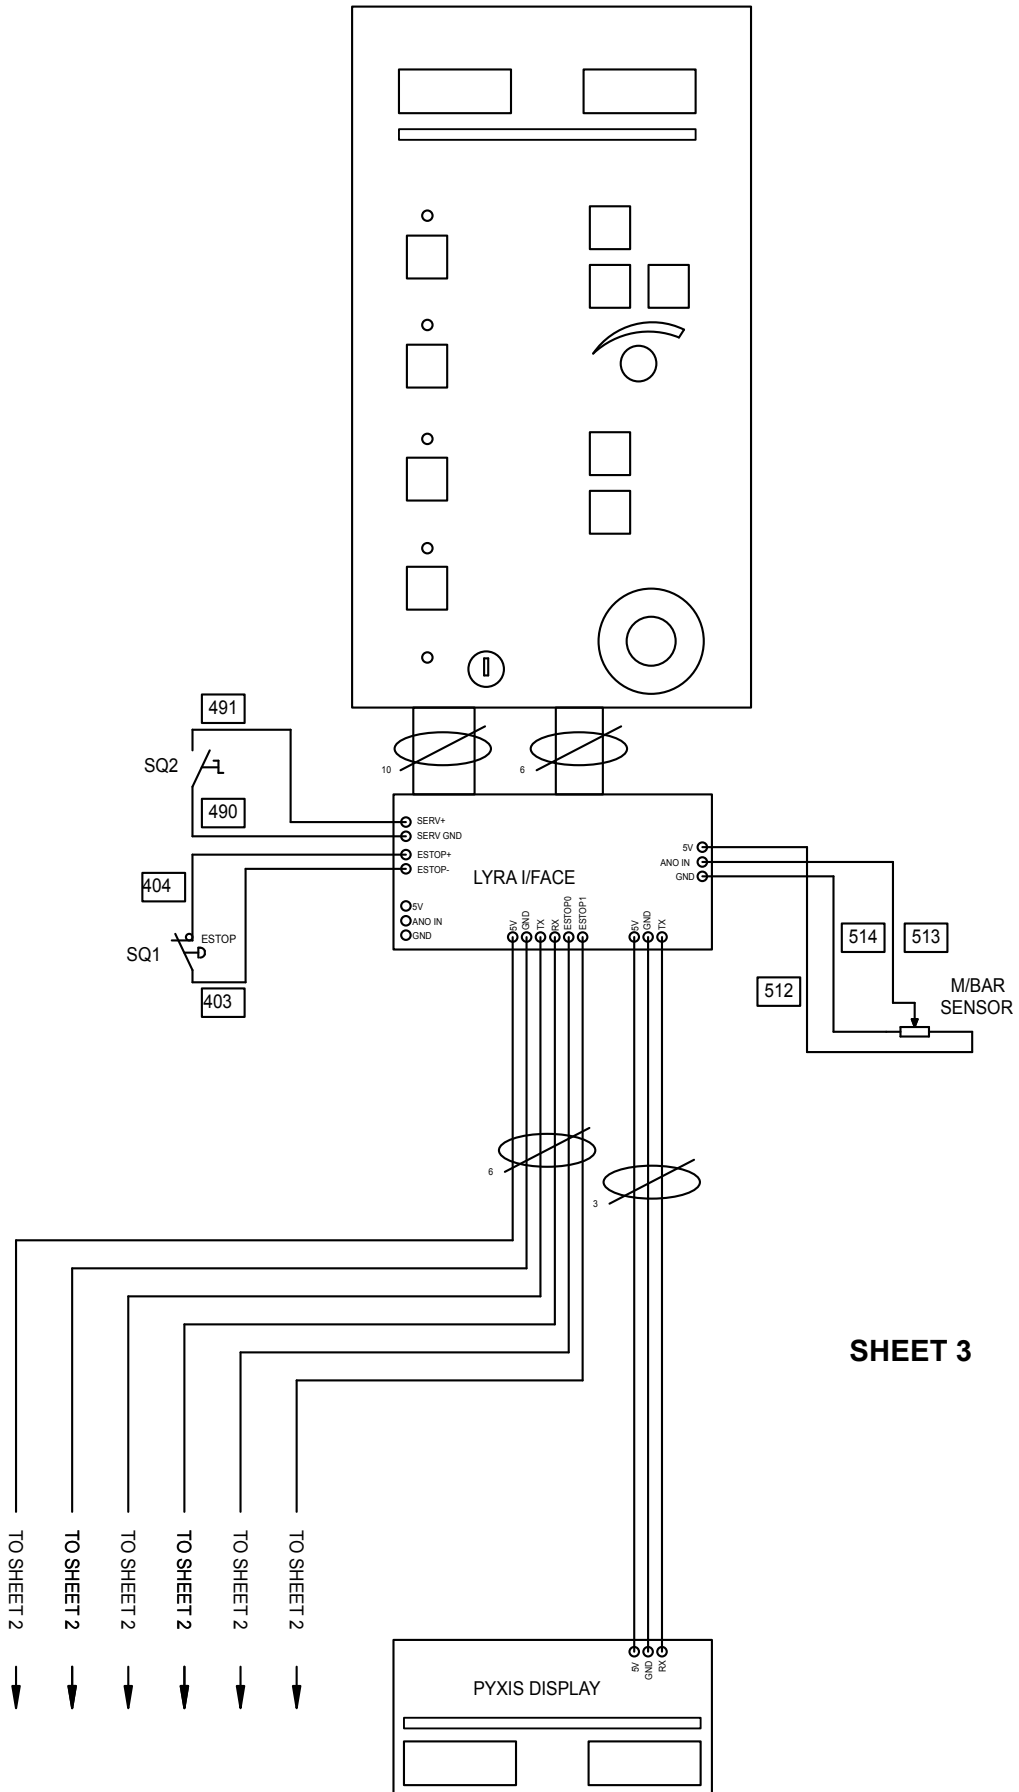 491
SQ2
10
6
490
SERV+
SERV GND
ESTOP+
ESTOP-
5V
ANO IN
GND
404
LYRA I/FACE
5V
ANO IN
GND
5V
GND
TX
RX
ESTOP0
ESTOP1
5V
GND
TX
ESTOP
SQ1
403
514
513
512
M/BAR
SENSOR
6
3
SHEET 3
TO SHEET 2
TO SHEET 2
TO SHEET 2
TO SHEET 2
TO SHEET 2
TO SHEET 2
5V
GND
RX
PYXIS DISPLAY